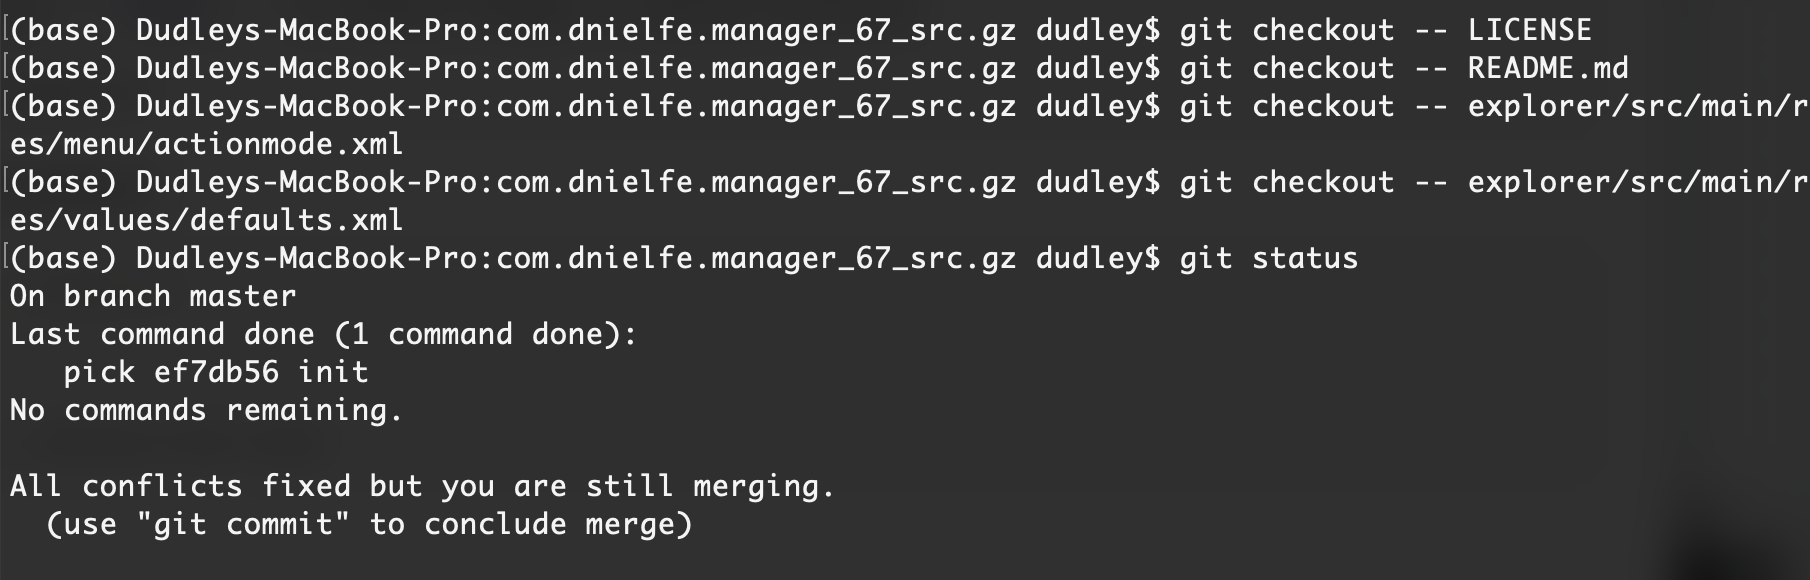 (base) Dudleys-MacBook-Pro:com.dnielfe.manager_67_src.gz dudley$ git checkout -- LICENSE
(base) Dudleys-MacBook-Pro:com.dnielfe.manager_67_src.gz dudley$ git checkout -- README.md
(base) Dudleys-MacBook-Pro:com.dnielfe.manager_67_src.gz dudley$ git checkout -- explorer/src/main/r
es/menu/actionmode.xml
(base) Dudleys-MacBook-Pro:com.dnielfe.manager_67_src.gz dudley$ git checkout -- explorer/src/main/r
es/values/defaults.xml
(base) Dudleys-MacBook-Pro:com.dnielfe.manager_67_src.gz dudley$ git status
On branch master
Last command done (1 command done):
   pick ef7db56 init
No commands remaining.

All conflicts fixed but you are still merging.
  (use "git commit" to conclude merge)